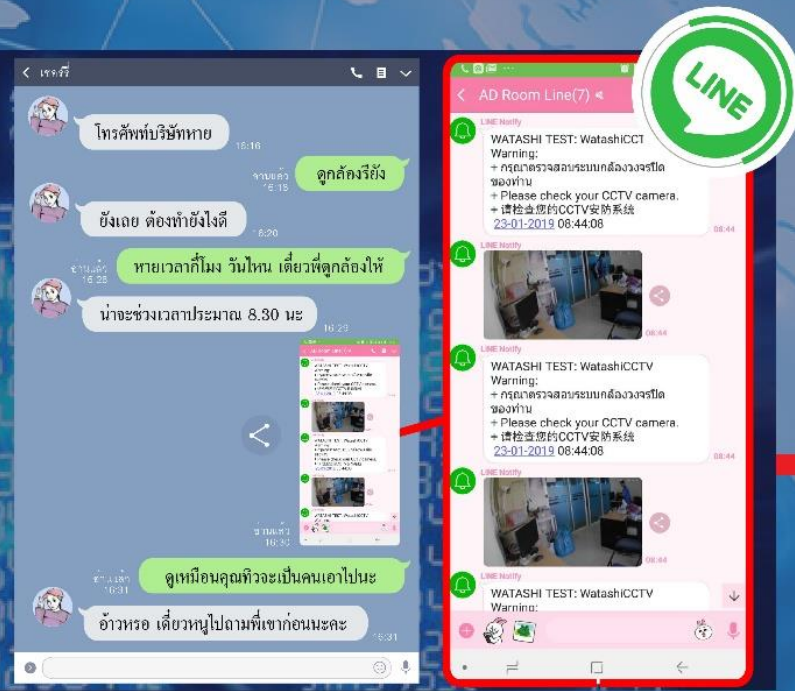 เชอร์รี่
โทรศัพท์บริษัทหาย
16:16
ดูกล้องรึยัง
อ่านแล้ว
16:18
ยังเลย ต้องทำยังไงดี
16:20
หายเวลากี่โมง วันไหน เดี๋ยวพี่ดูกล้องให้
อ่านแล้ว
16:28
น่าจะช่วงเวลาประมาณ 8.30 นะ
16:29
อ่านแล้ว
16:30
ดูเหมือนคุณทิวจะเป็นคนเอาไปนะ
อ่านแล้ว
16:31
อ้าวหรอ เดี๋ยวหนูไปถามพี่เขาก่อนนะคะ
16:31
LINE
AD Room Line(7)
LINE Notify
WATASHI TEST: WatashiCCT
Warning:
+ กรุณาตรวจสอบระบบกล้องวงจรปิด
ของท่าน
+ Please check your CCTV camera.
+ 请检查您的CCTV安防系统
23-01-2019 08:44:08
08:44
LINE Notify
08:44
LINE Notify
WATASHI TEST: WatashiCCTV
Warning:
+ กรุณาตรวจสอบระบบกล้องวงจรปิด
ของท่าน
+ Please check your CCTV camera.
+ 请检查您的CCTV安防系统
23-01-2019 08:44:08
08:44
LINE Notify
08:44
LINE Notify
WATASHI TEST: WatashiCCTV
Warning: